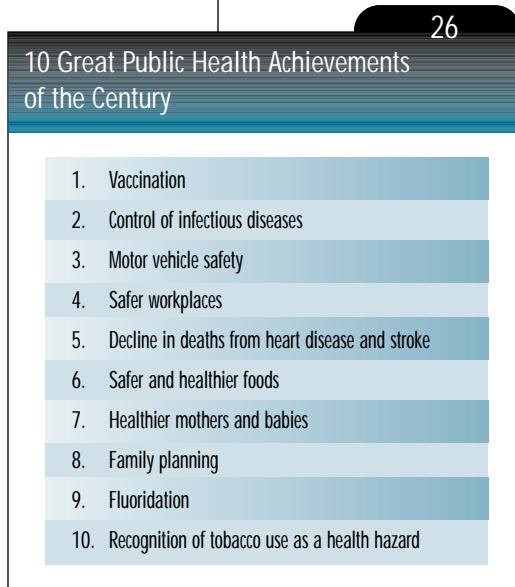 26
10 Great Public Health Achievements
of the Century
1. Vaccination
2. Control of infectious diseases
3. Motor vehicle safety
4. Safer workplaces
5. Decline in deaths from heart disease and stroke
6. Safer and healthier foods
7. Healthier mothers and babies
8. Family planning
9. Fluoridation
10. Recognition of tobacco use as a health hazard